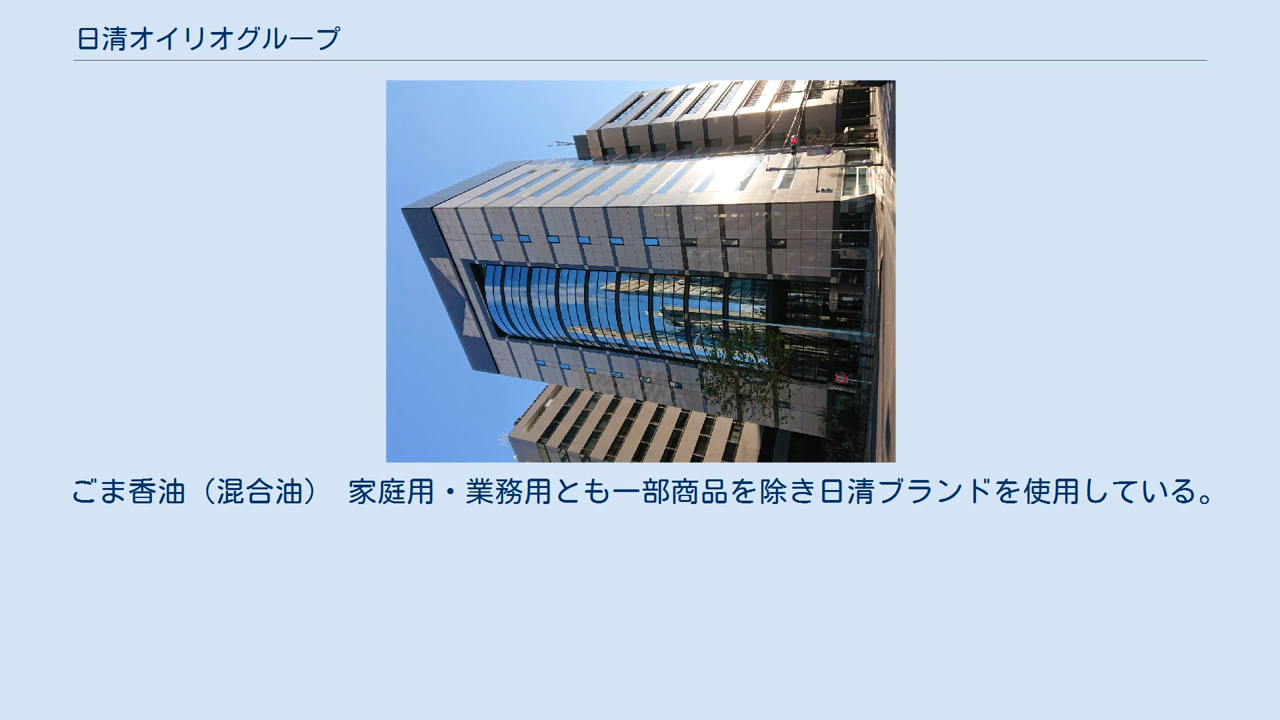 日清オイリオグループ
ごま香油（混合油）　家庭用・業務用とも一部商品を除き日清ブランドを使用している。